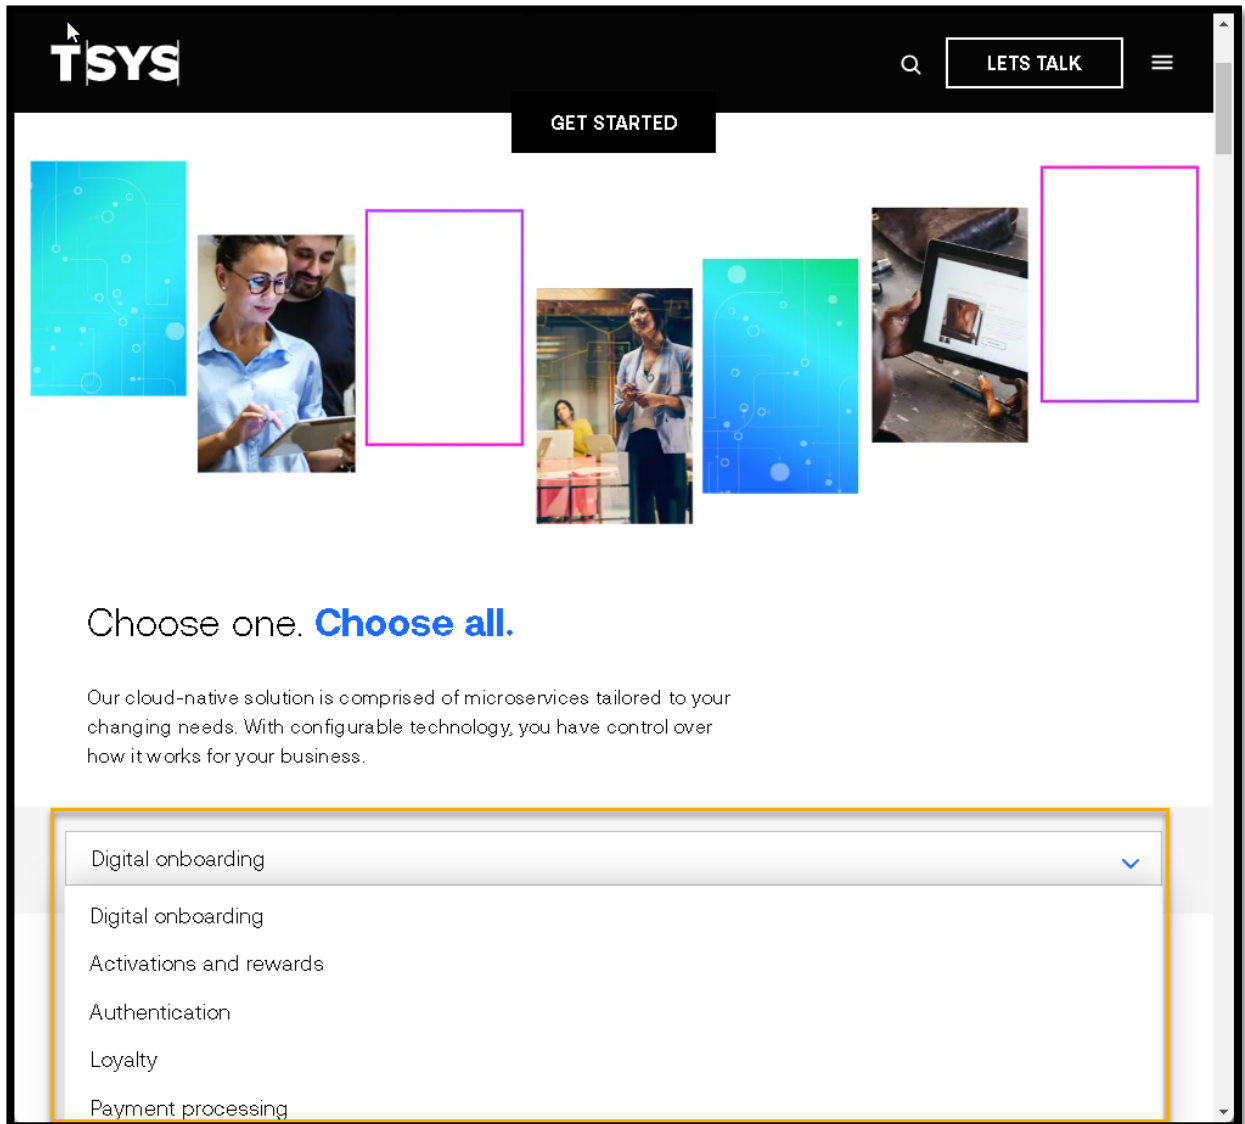 TSYS
LETS TALK
GET STARTED
Choose one. Choose all.
Our cloud-native solution is comprised of microservices tailored to your
changing needs. With configurable technology, you have control over
how it works for your business.
Digital onboarding
Digital onboarding
Activations and rewards
Authentication
Loyalty
Payment processing